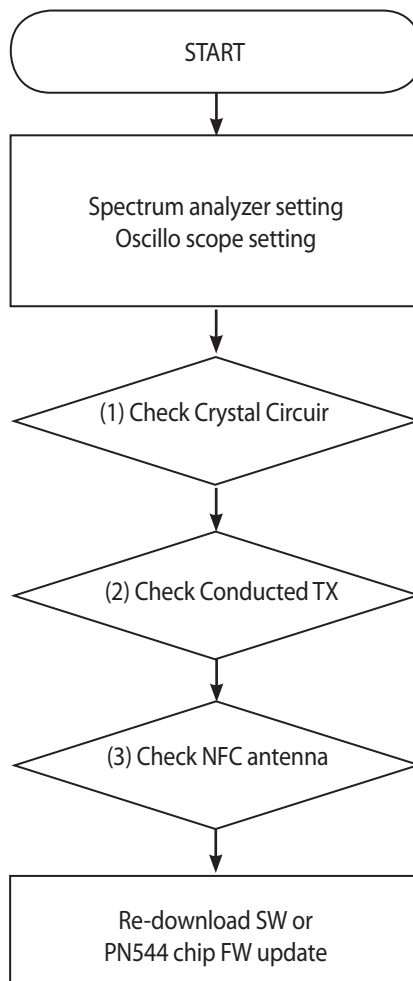 START
Spectrum analyzer setting
Oscillo scope setting
(1) Check Crystal Circuir
(2) Check Conducted TX
(3) Check NFC antenna
Re-download SW or
PN544 chip FW update